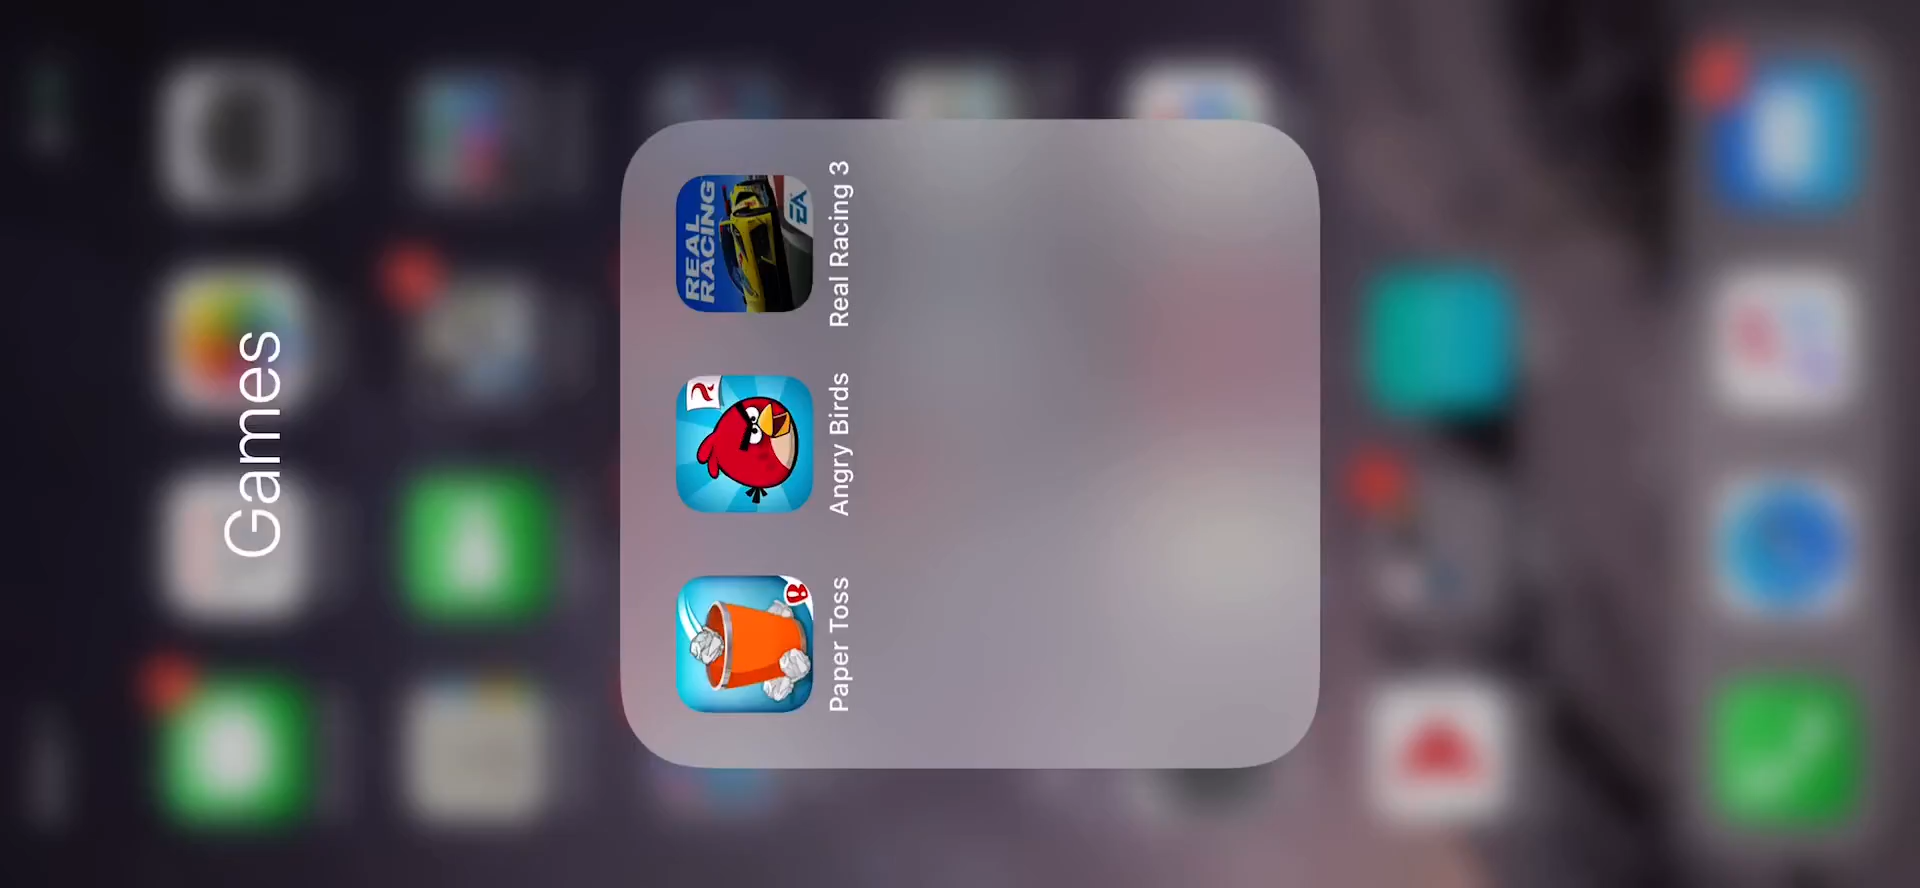 Games
Paper Toss
Angry Birds
Real Racing 3
REAL
RACING
EA
B
R